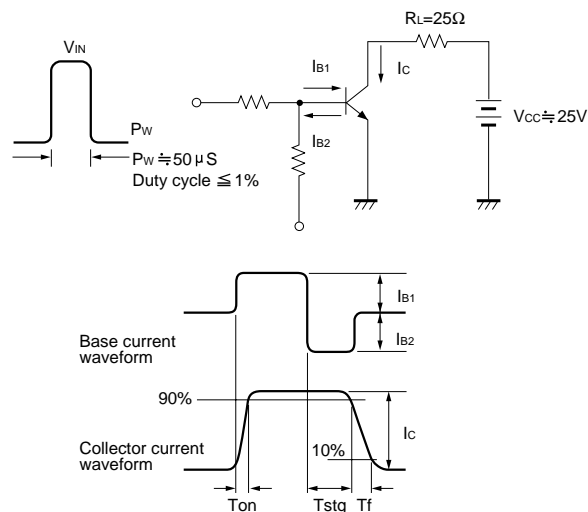 RL=25Ω
VIN
IB1
IC
PW
IB2
VCC≒25V
PW≒50μS
Duty cycle ≦1%
IB1
IB2
Base current
waveform
90%
IC
10%
Collector current
waveform
Ton
Tstg
Tf